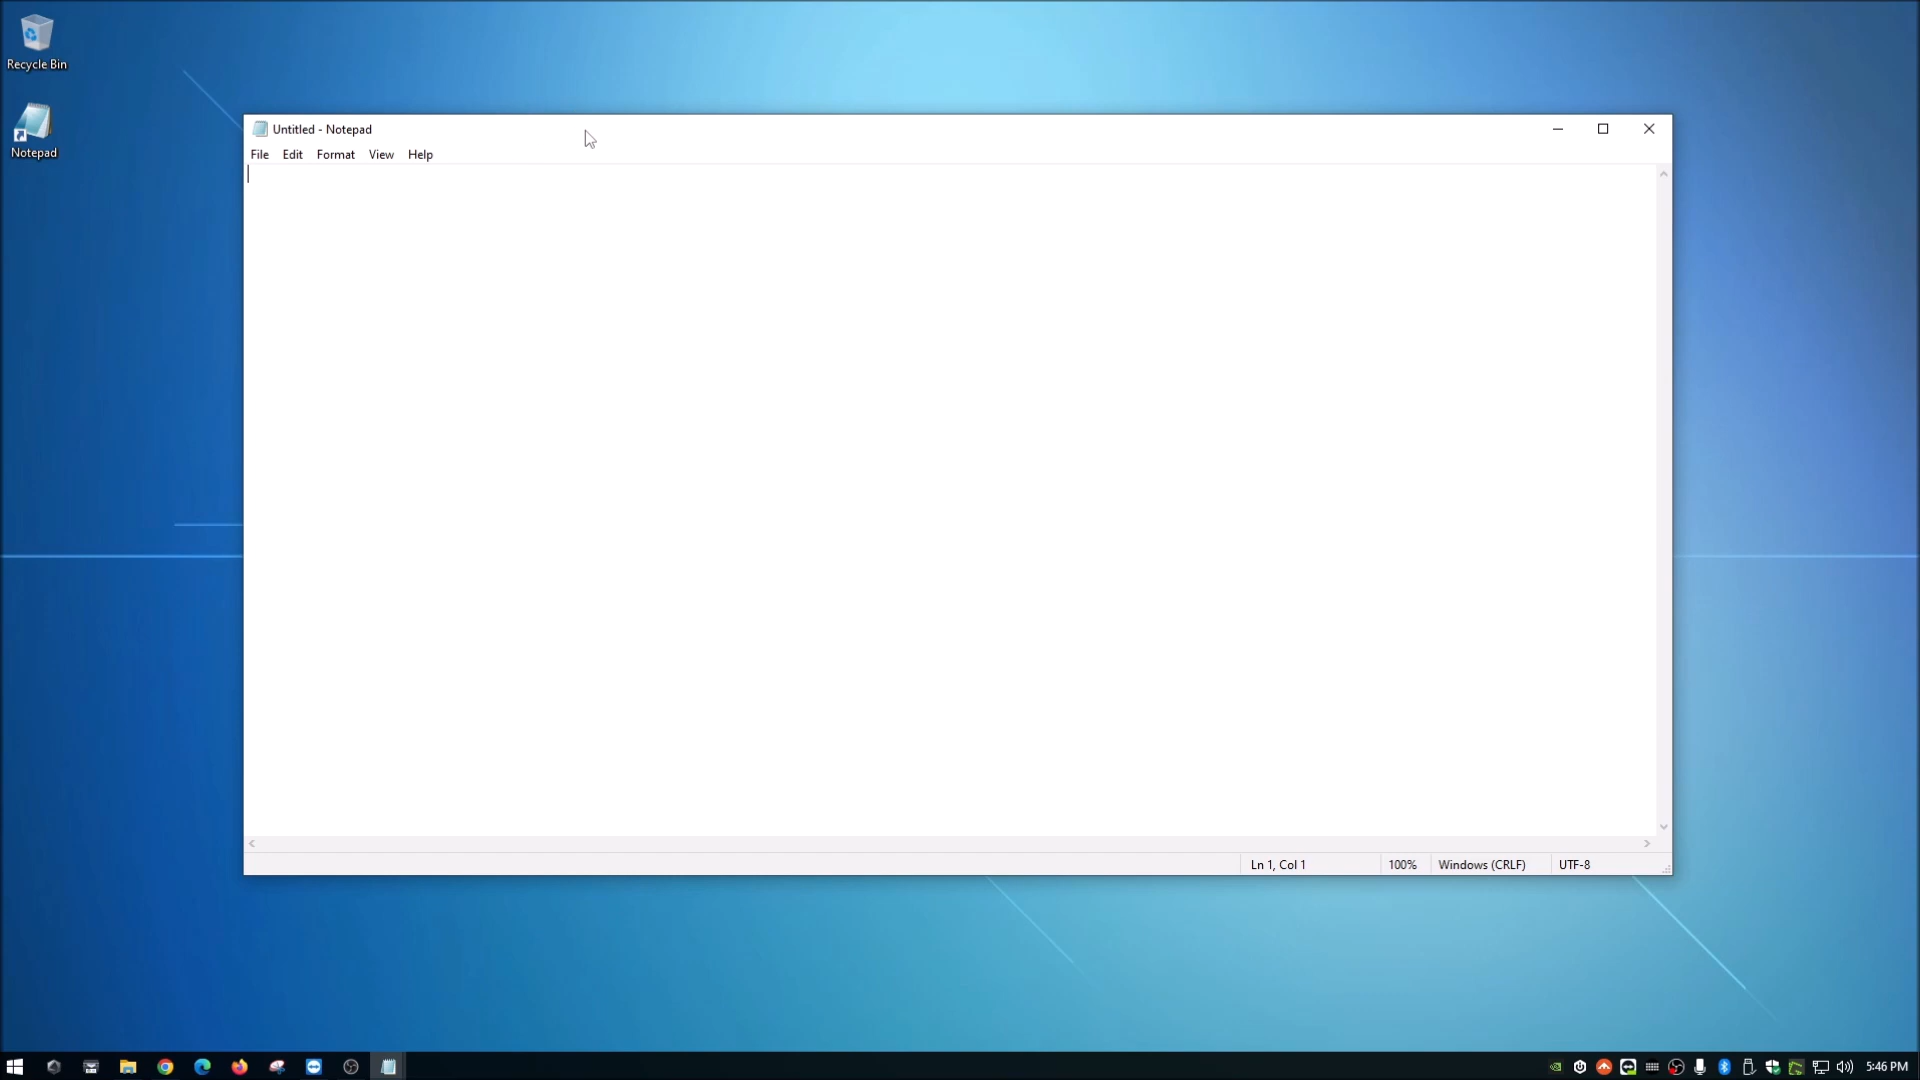 Recycle Bin
Notepad
Untitled - Notepad
File Edit Format View Help
Ln 1, Col 1 100% Windows (CRLF) UTF-8
5:46 PM